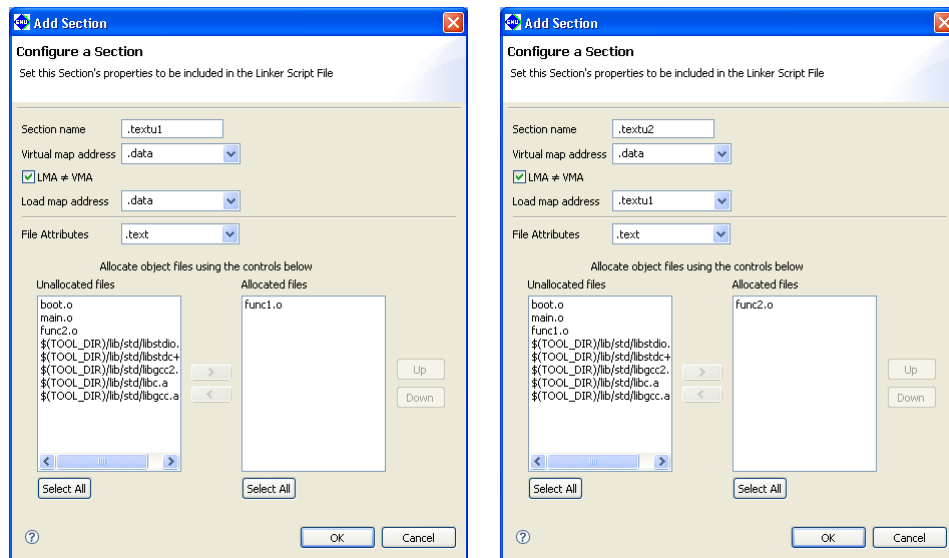 Add Section
Configure a Section
Set this Section's properties to be included in the Linker Script File
Section name .textu1
Virtual map address .data
LMA ≠ VMA
Load map address .data
File Attributes .text
Allocate object files using the controls below
Unallocated files Allocated files
boot.o func1.o
main.o
func2.o
$(TOOL_DIR)/lib/std/libstdio.
$(TOOL_DIR)/lib/std/libstdc+
$(TOOL_DIR)/lib/std/libgcc2.
$(TOOL_DIR)/lib/std/libc.a
$(TOOL_DIR)/lib/std/libgcc.a
>
<
Up
Down
Select All Select All
? OK Cancel
Add Section
Configure a Section
Set this Section's properties to be included in the Linker Script File
Section name .textu2
Virtual map address .data
LMA ≠ VMA
Load map address .textu1
File Attributes .text
Allocate object files using the controls below
Unallocated files Allocated files
boot.o func2.o
main.o
func1.o
$(TOOL_DIR)/lib/std/libstdio.
$(TOOL_DIR)/lib/std/libstdc+
$(TOOL_DIR)/lib/std/libgcc2.
$(TOOL_DIR)/lib/std/libc.a
$(TOOL_DIR)/lib/std/libgcc.a
>
<
Up
Down
Select All Select All
? OK Cancel